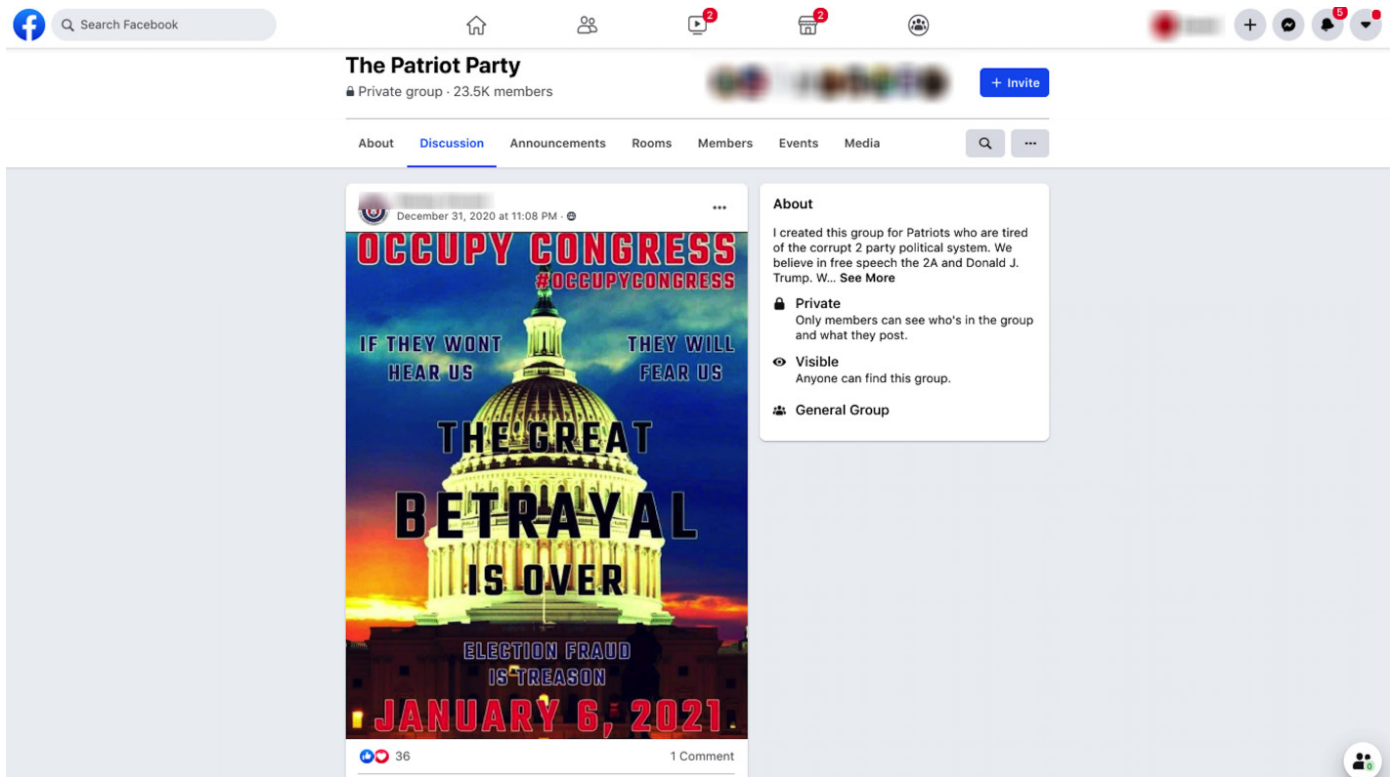 Search Facebook
2
2
5
The Patriot Party
Private group · 23.5K members
+ Invite
About
Discussion
Announcements
Rooms
Members
Events
Media
December 31, 2020 at 11:08 PM ·
OCCUPY CONGRESS
#OCCUPYCONGRESS
IF THEY WONT
HEAR US
THEY WILL
FEAR US
THE GREAT
BETRAYAL
IS OVER
ELECTION FRAUD
IS TREASON
JANUARY 6, 2021
36
1 Comment
About
I created this group for Patriots who are tired
of the corrupt 2 party political system. We
believe in free speech the 2A and Donald J.
Trump. W... See More
Private
Only members can see who's in the group
and what they post.
Visible
Anyone can find this group.
General Group